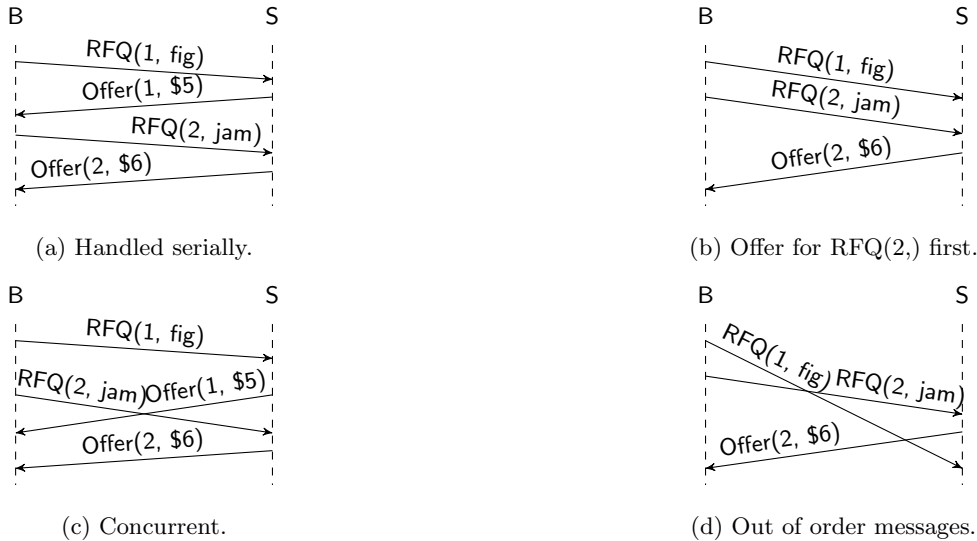 B S
RFQ(1, fig)
Offer(1, $5)
RFQ(2, jam)
Offer(2, $6)
(a) Handled serially.
B S
RFQ(1, fig)
RFQ(2, jam)
Offer(2, $6)
(b) Offer for RFQ(2,) first.
B S
RFQ(1, fig)
RFQ(2, jam) Offer(1, $5)
Offer(2, $6)
(c) Concurrent.
B S
RFQ(1, fig)
RFQ(2, jam)
Offer(2, $6)
(d) Out of order messages.